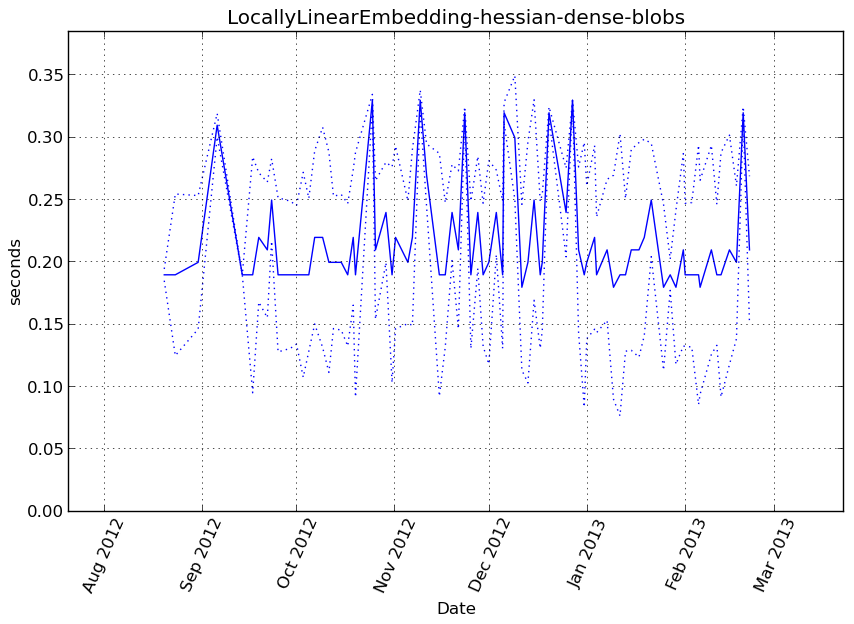 LocallyLinearEmbedding-hessian-dense-blobs
0.35
0.30
0.25
0.20
0.15
0.10
0.05
0.00
seconds
Aug 2012
Sep 2012
Oct 2012
Nov 2012
Dec 2012
Jan 2013
Feb 2013
Mar 2013
Date